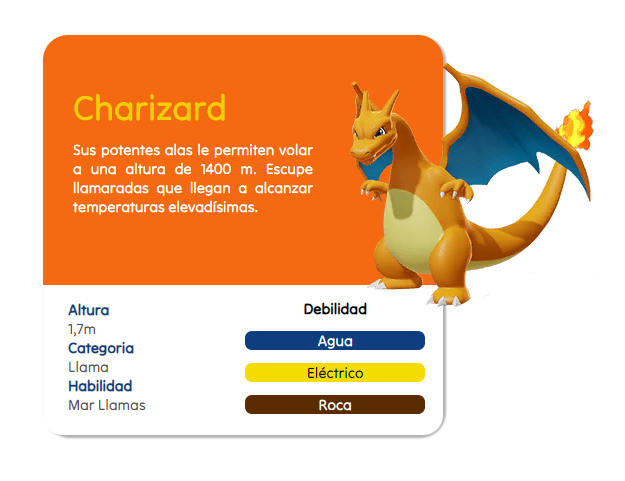 Charizard
Sus potentes alas le permiten volar
a una altura de 1400 m. Escupe
llamaradas que llegan a alcanzar
temperaturas elevadísimas.
Altura
1,7m
Categoria
Llama
Habilidad
Mar Llamas
Debilidad
Agua
Eléctrico
Roca